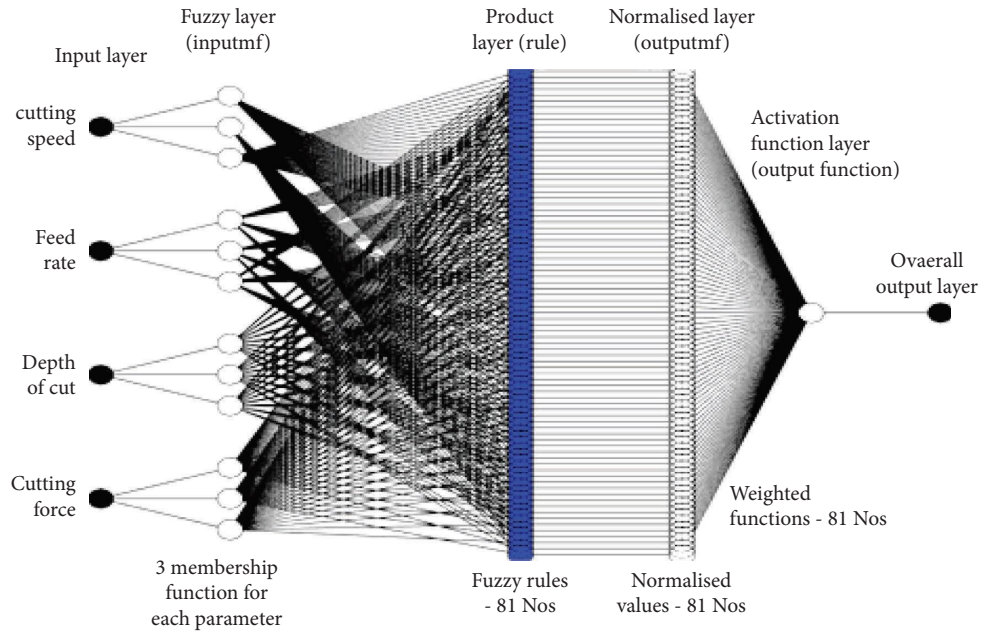 Input layer
Fuzzy layer
(inputmf)
Product
layer (rule)
Normalised layer
(outputmf)
cutting
speed
Feed
rate
Depth
of cut
Cutting
force
Activation
function layer
(output function)
Ovaerall
output layer
Weighted
functions - 81 Nos
3 membership
function for
each parameter
Fuzzy rules
- 81 Nos
Normalised
values - 81 Nos